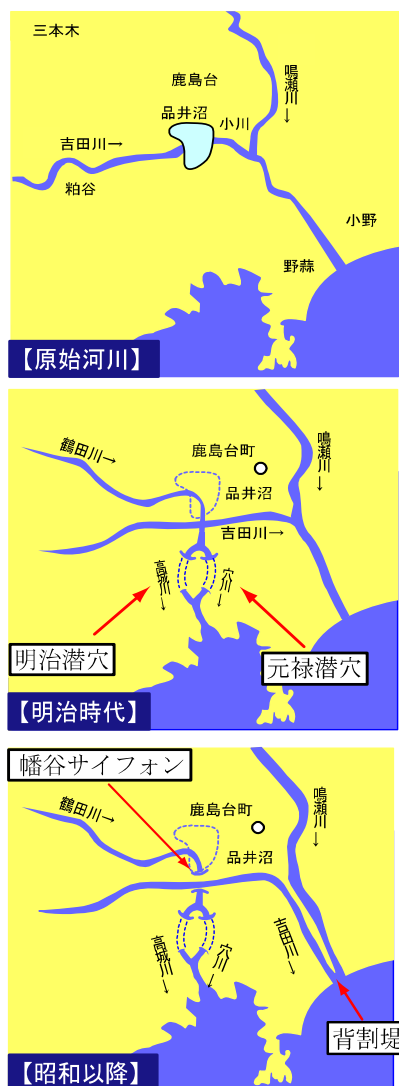 三本木
鹿島台
鳴瀬川→
品井沼
小川
吉田川→
粕谷
小野
野蒜
【原始河川】
鶴田川→
鹿島台町
鳴瀬川→
品井沼
吉田川→
高城川→
穴川→
明治潜穴
元禄潜穴
【明治時代】
幡谷サイフォン
鶴田川→
鹿島台町
鳴瀬川→
品井沼
吉田川→
高城川→
穴川→
背割堤
【昭和以降】